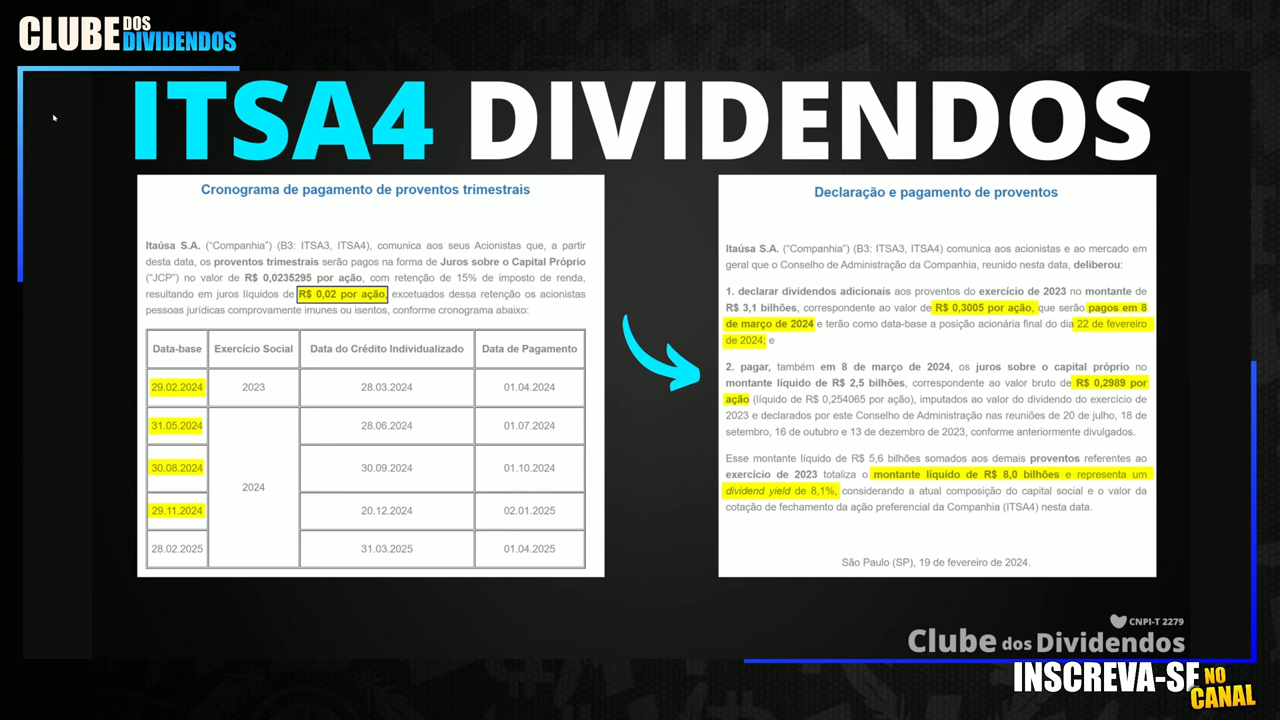 CLUBE DOS DIVIDENDOS
ITSA4 DIVIDENDOS
Cronograma de pagamento de proventos trimestrais
Itaúsa S.A. (“Companhia”) (B3: ITSA3, ITSA4), comunica aos seus Acionistas que, a partir
desta data, os proventos trimestrais serão pagos na forma de Juros sobre o Capital Próprio
(“JCP”) no valor de R$ 0,0235295 por ação, com retenção de 15% de imposto de renda,
resultando em juros líquidos de R$ 0,02 por ação, excetuados dessa retenção os acionistas
pessoas jurídicas comprovamente imunes ou isentos, conforme cronograma abaixo:
Data-base Exercício Social Data do Crédito Individualizado Data de Pagamento
29.02.2024 2023 28.03.2024 01.04.2024
31.05.2024 28.06.2024 01.07.2024
30.08.2024 30.09.2024 01.10.2024
2024
29.11.2024 20.12.2024 02.01.2025
28.02.2025 31.03.2025 01.04.2025
Declaração e pagamento de proventos
Itaúsa S.A. (“Companhia”) (B3: ITSA3, ITSA4) comunica aos acionistas e ao mercado em
geral que o Conselho de Administração da Companhia, reunido nesta data, deliberou:
1. declarar dividendos adicionais aos proventos do exercício de 2023 no montante de
R$ 3,1 bilhões, correspondente ao valor de R$ 0,3005 por ação, que serão pagos em 8
de março de 2024 e terão como data-base a posição acionária final do dia 22 de fevereiro
de 2024; e
2. pagar, também em 8 de março de 2024, os juros sobre o capital próprio no
montante líquido de R$ 2,5 bilhões, correspondente ao valor bruto de R$ 0,2989 por
ação (líquido de R$ 0,254065 por ação), imputados ao valor do dividendo do exercício de
2023 e declarados por este Conselho de Administração nas reuniões de 20 de julho, 18 de
setembro, 16 de outubro e 13 de dezembro de 2023, conforme anteriormente divulgados.
Esse montante líquido de R$ 5,6 bilhões somados aos demais proventos referentes ao
exercício de 2023 totaliza o montante líquido de R$ 8,0 bilhões e representa um
dividend yield de 8,1%, considerando a atual composição do capital social e o valor da
cotação de fechamento da ação preferencial da Companhia (ITSA4) nesta data.
São Paulo (SP), 19 de fevereiro de 2024.
CNPI-T 2279
Clube dos Dividendos
INSCREVA-SE NO CANAL